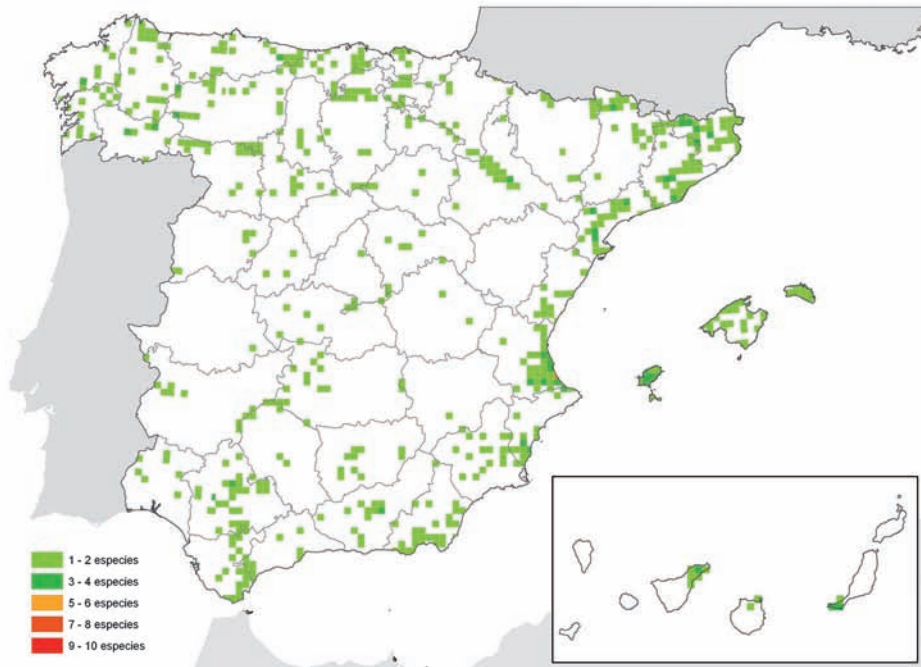 1 - 2 especies
3 - 4 especies
5 - 6 especies
7 - 8 especies
9 - 10 especies